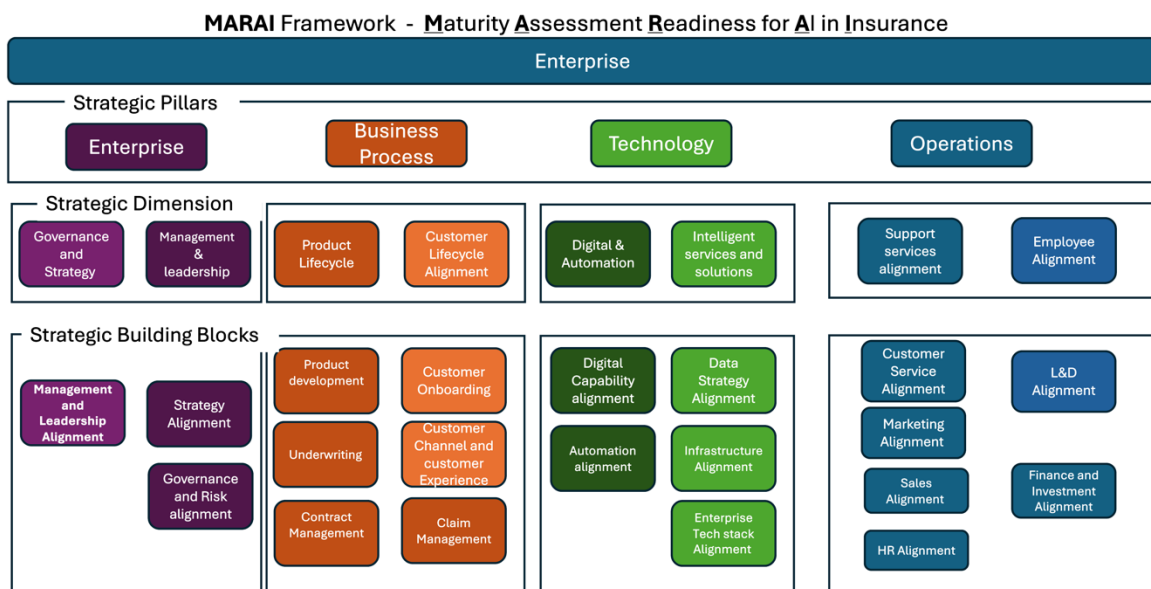 MARAI Framework - Maturity Assessment Readiness for AI in Insurance
Enterprise
Strategic Pillars
Enterprise
Business
Process
Technology
Operations
Strategic Dimension
Governance
and
Strategy
Management
&
leadership
Product
Lifecycle
Customer
Lifecycle
Alignment
Digital &
Automation
Intelligent
services and
solutions
Support
services
alignment
Employee
Alignment
Strategic Building Blocks
Management
and
Leadership
Alignment
Strategy
Alignment
Governance
and Risk
alignment
Product
development
Customer
Onboarding
Underwriting
Customer
Channel and
customer
Experience
Contract
Management
Claim
Management
Digital
Capability
alignment
Data
Strategy
Alignment
Automation
alignment
Infrastructure
Alignment
Enterprise
Tech stack
Alignment
Customer
Service
Alignment
L&D
Alignment
Marketing
Alignment
Sales
Alignment
Finance and
Investment
Alignment
HR Alignment